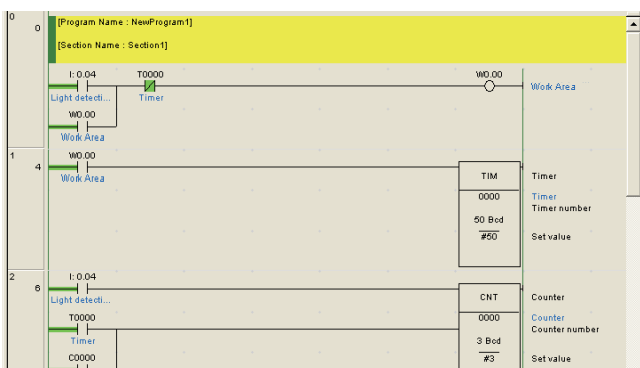 0
0
[Program Name : NewProgram1]
[Section Name : Section1]
I: 0.04 T0000 W0.00
Light detecti... Timer Work Area
W0.00
Work Area
1
4
W0.00
Work Area
TIM Timer
0000 Timer
Timer number
50 Bcd
#50 Set value
2
6
I: 0.04
Light detecti...
CNT Counter
T0000 0000 Counter
Counter number
Timer 3 Bcd
C0000 #3 Set value